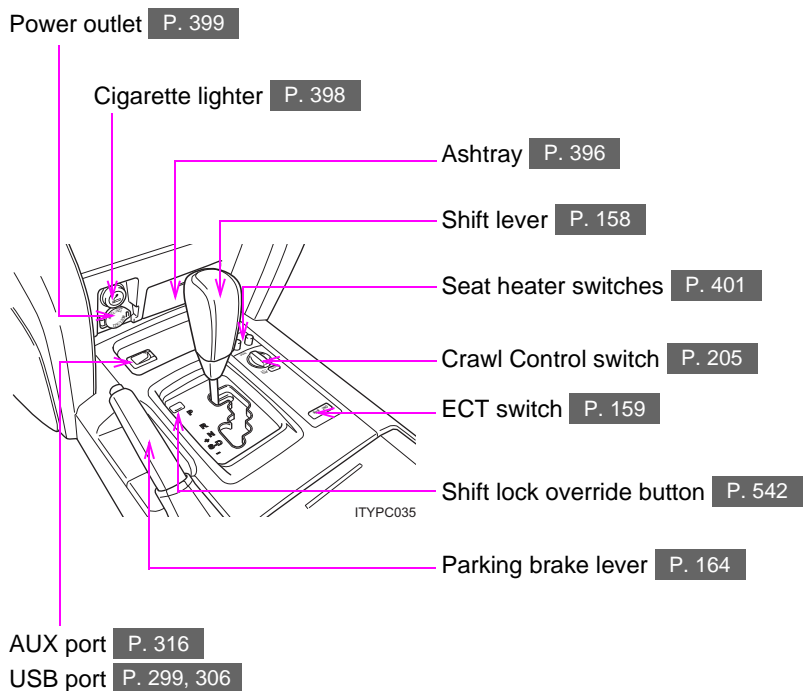 Power outlet P. 399
Cigarette lighter P. 398
Ashtray P. 396
Shift lever P. 158
Seat heater switches P. 401
Crawl Control switch P. 205
ECT switch P. 159
Shift lock override button P. 542
ITYPC035
Parking brake lever P. 164
AUX port P. 316
USB port P. 299, 306